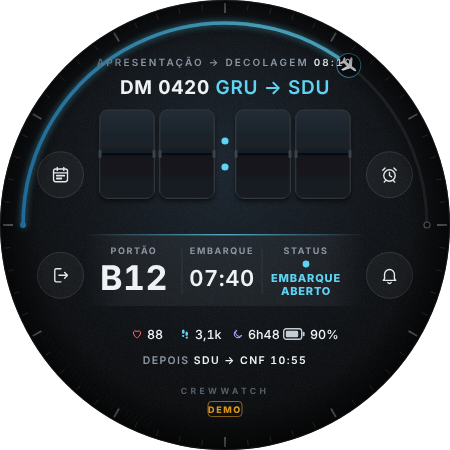 APRESENTAÇÃO → DECOLAGEM 08:10
DM 0420 GRU → SDU
PORTÃO EMBARQUE STATUS
B12 07:40 EMBARQUE ABERTO
88 3,1k 6h48 90%
DEPOIS SDU → CNF 10:55
CREWWATCH
DEMO